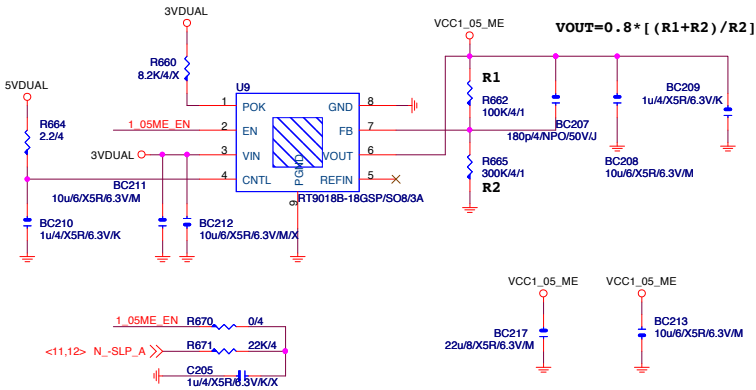 3VDUAL
VCC1_05_ME
VOUT=0.8*[(R1+R2)/R2]
R660
8.2K/4/X
5VDUAL
U9
R1
BC209
1u/4/X5R/6.3V/K
R664
2.2/4
1 POK
GND 8
R662
100K/4/1
1_05ME_EN
2 EN
FB 7
BC207
180p/4/NPO/50V/J
3VDUAL
3 VIN
VOUT 6
R665
300K/4/1
BC208
10u/6/X5R/6.3V/M
4 CNTL
PGND
REFIN 5
R2
BC211
10u/6/X5R/6.3V/M
9
RT9018B-18GSP/SO8/3A
BC210
1u/4/X5R/6.3V/K
BC212
10u/6/X5R/6.3V/M/X
VCC1_05_ME
VCC1_05_ME
1_05ME_EN
R670
0/4
BC217
22u/8/X5R/6.3V/M
BC213
10u/6/X5R/6.3V/M
<11,12> N_-SLP_A
R671
22K/4
C205
1u/4/X5R/6.3V/K/X